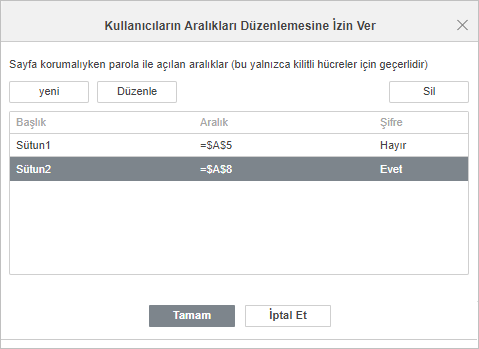 Kullanıcıların Aralıkları Düzenlemesine İzin Ver
Sayfa korumalıyken parola ile açılan aralıklar (bu yalnızca kilitli hücreler için geçerlidir)
yeni Düzenle Sil
Başlık Aralık Şifre
Sütun1 =$A$5 Hayır
Sütun2 =$A$8 Evet
Tamam İptal Et